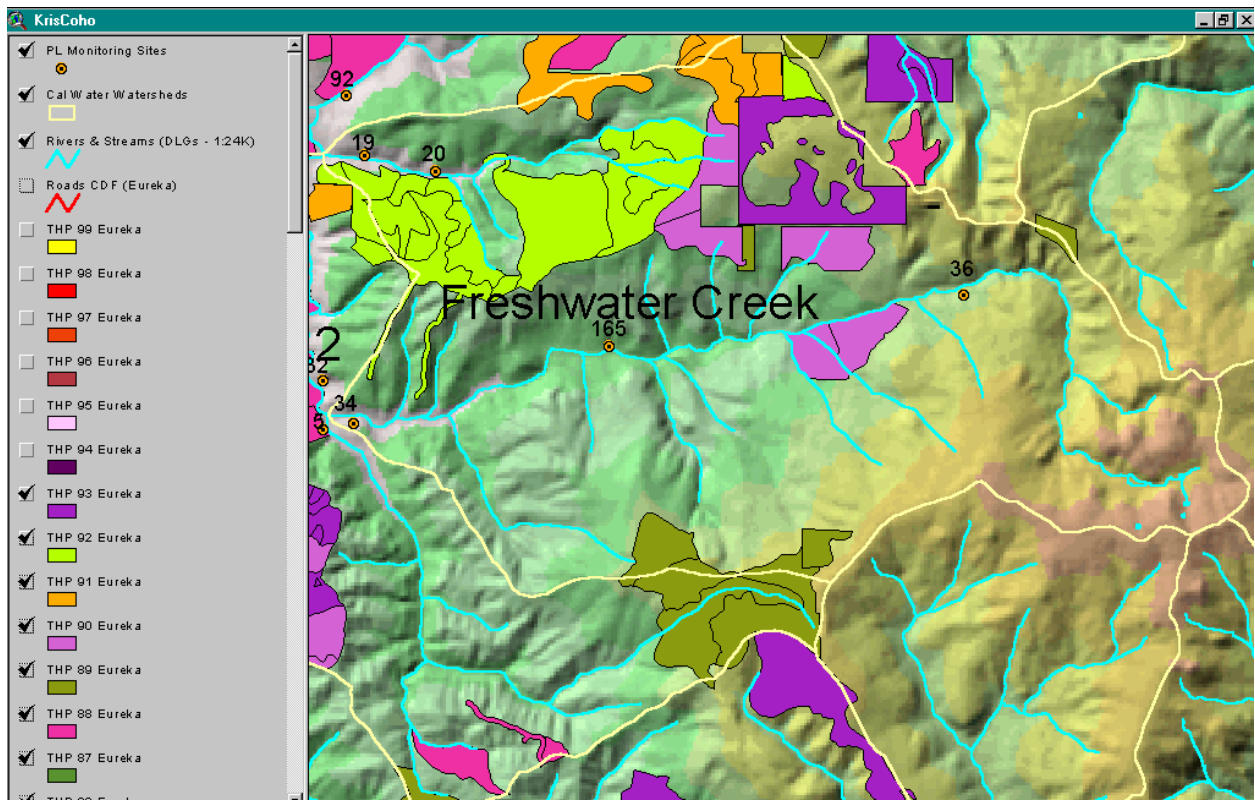 KrisCoho
PL Monitoring Sites
Cal Water Watersheds
Rivers & Streams (DLGs - 1:24K)
Roads CDF (Eureka)
THP 99 Eureka
THP 98 Eureka
THP 97 Eureka
THP 96 Eureka
THP 95 Eureka
THP 94 Eureka
THP 93 Eureka
THP 92 Eureka
THP 91 Eureka
THP 90 Eureka
THP 89 Eureka
THP 88 Eureka
THP 87 Eureka
92
19
20
36
Freshwater Creek
165
2
32
34
5